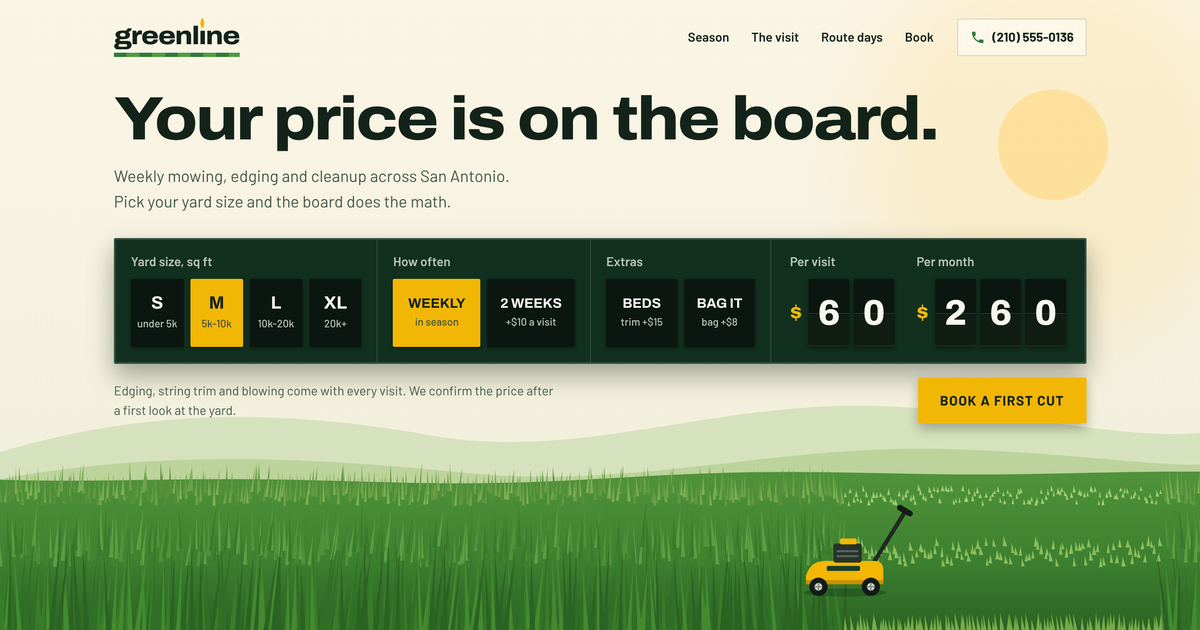 greenline
Season The visit Route days Book (210) 555-0136
Your price is on the board.
Weekly mowing, edging and cleanup across San Antonio.
Pick your yard size and the board does the math.
Yard size, sq ft
S
under 5k
M
5k-10k
L
10k-20k
XL
20k+
How often
WEEKLY
in season
2 WEEKS
+$10 a visit
Extras
BEDS
trim +$15
BAG IT
bag +$8
Per visit
$ 6 0
Per month
$ 2 6 0
Edging, string trim and blowing come with every visit. We confirm the price after
a first look at the yard.
BOOK A FIRST CUT